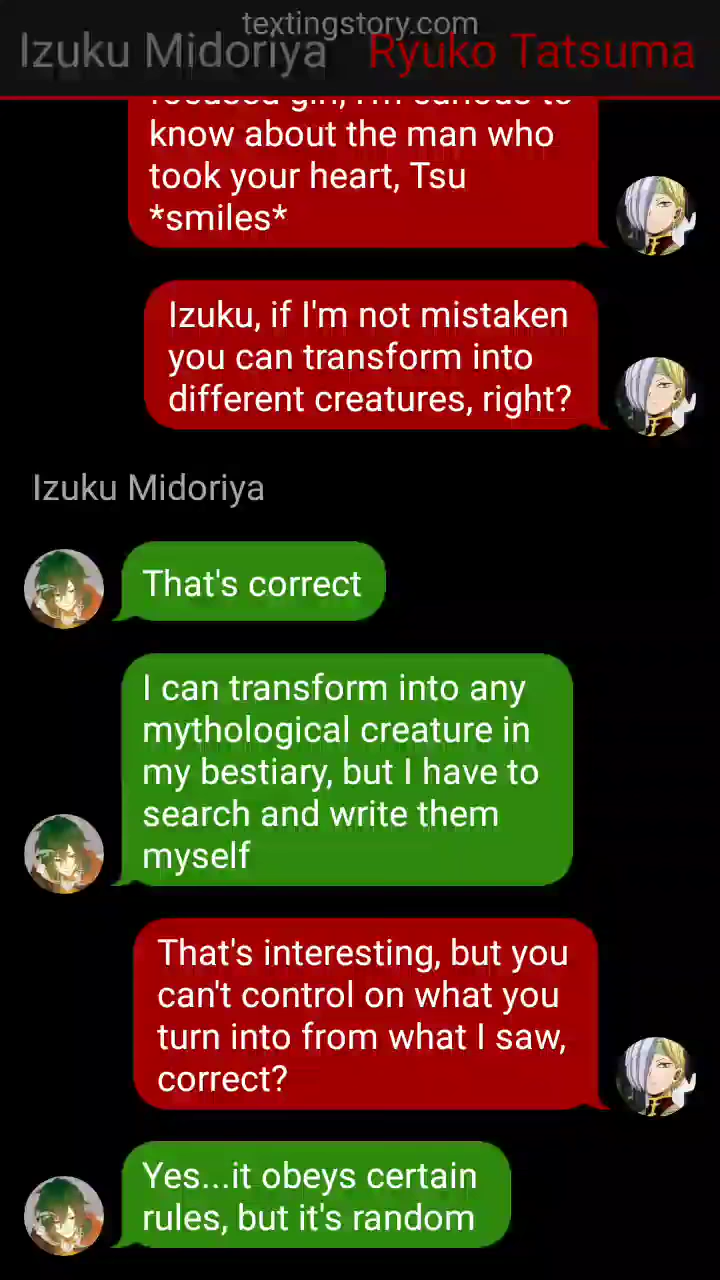 textingstory.com
Izuku Midoriya Ryuko Tatsuma
know about the man who
took your heart, Tsu
*smiles*
Izuku, if I'm not mistaken
you can transform into
different creatures, right?
Izuku Midoriya
That's correct
I can transform into any
mythological creature in
my bestiary, but I have to
search and write them
myself
That's interesting, but you
can't control on what you
turn into from what I saw,
correct?
Yes...it obeys certain
rules, but it's random